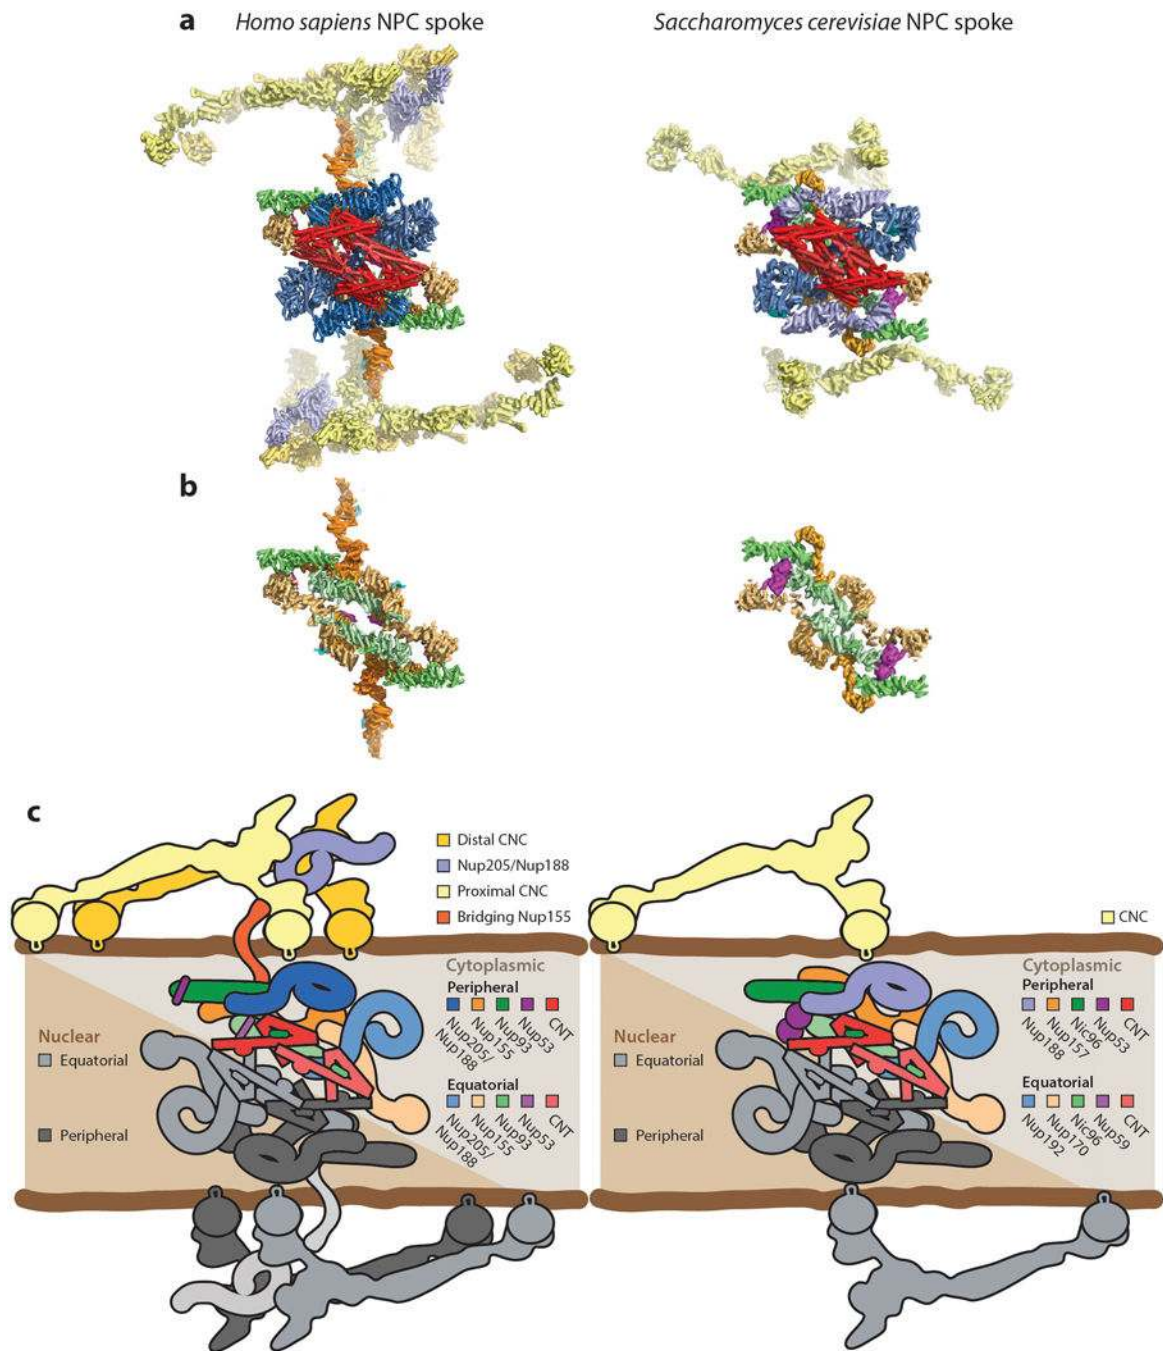 a
Homo sapiens NPC spoke
Saccharomyces cerevisiae NPC spoke
b
c
Distal CNC
Nup205/Nup188
Proximal CNC
Bridging Nup155
Cytoplasmic
Peripheral
Nup205/
Nup188
Nup155
Nup93
Nup53
CNT
Nuclear
Equatorial
Peripheral
Equatorial
Nup205/
Nup188
Nup155
Nup93
Nup53
CNT
CNC
Cytoplasmic
Peripheral
Nup188
Nup157
Nic96
Nup53
CNT
Nuclear
Equatorial
Peripheral
Equatorial
Nup192
Nup170
Nic96
Nup59
CNT